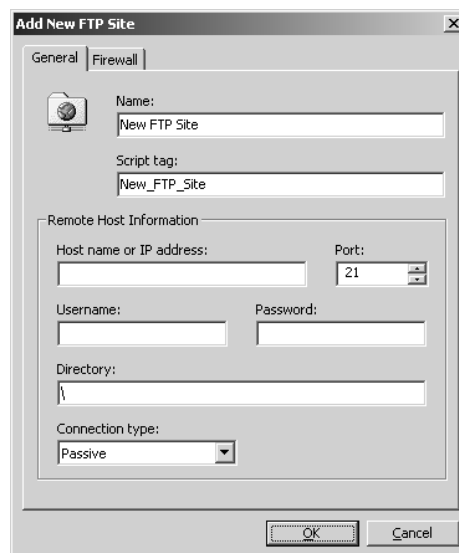 Add New FTP Site
General Firewall
Name:
New FTP Site
Script tag:
New_FTP_Site
Remote Host Information
Host name or IP address: Port:
21
Username: Password:
Directory:
\
Connection type:
Passive
OK Cancel